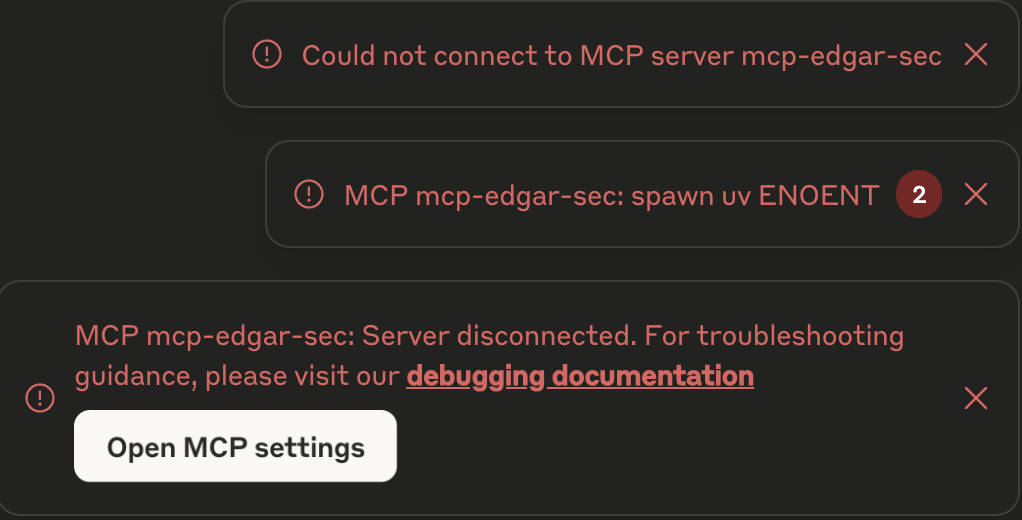 Could not connect to MCP server mcp-edgar-sec
MCP mcp-edgar-sec: spawn uv ENOENT 2
MCP mcp-edgar-sec: Server disconnected. For troubleshooting
guidance, please visit our debugging documentation
Open MCP settings